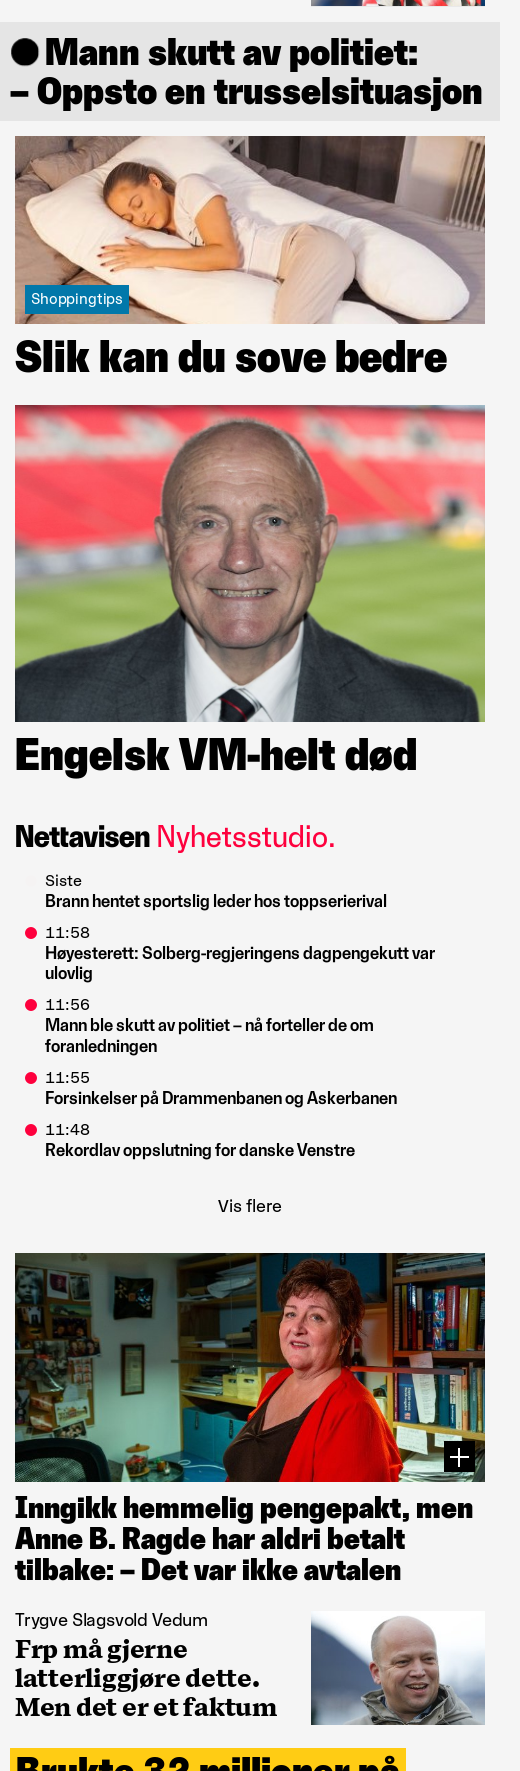 Mann skutt av politiet:
– Oppsto en trusselsituasjon
Shoppingtips
Slik kan du sove bedre
Engelsk VM-helt død
Nettavisen Nyhetsstudio.
Siste
Brann hentet sportslig leder hos toppserierival
11:58
Høyesterett: Solberg-regjeringens dagpengekutt var
ulovlig
11:56
Mann ble skutt av politiet – nå forteller de om
foranledningen
11:55
Forsinkelser på Drammenbanen og Askerbanen
11:48
Rekordlav oppslutning for danske Venstre
Vis flere
Inngikk hemmelig pengepakt, men
Anne B. Ragde har aldri betalt
tilbake: – Det var ikke avtalen
Trygve Slagsvold Vedum
Frp må gjerne
latterliggjøre dette.
Men det er et faktum
Brukte 32 millioner på